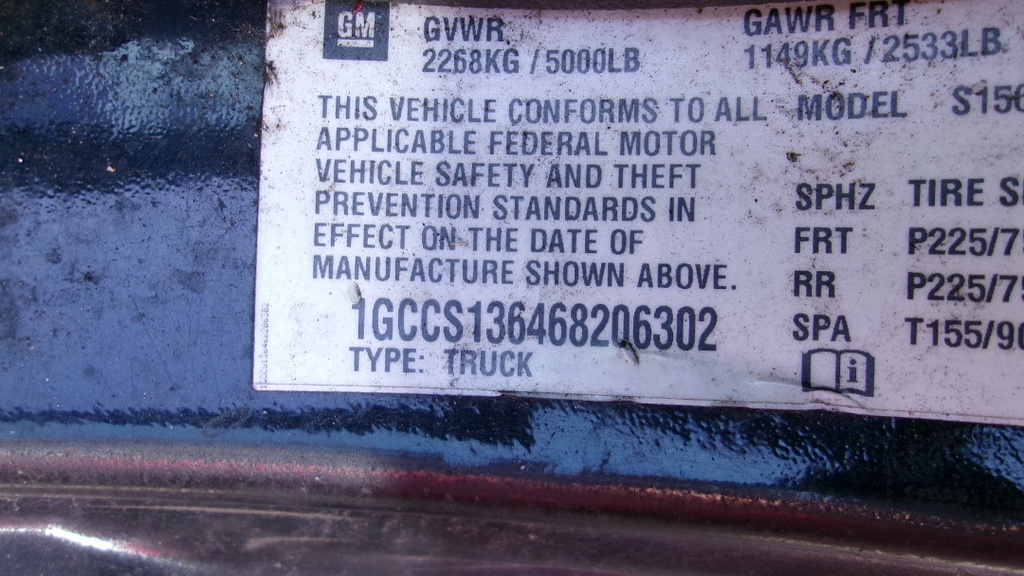 GM GVWR GAWR FRT
2268KG / 5000LB 1149KG / 2533LB
THIS VEHICLE CONFORMS TO ALL MODEL S156
APPLICABLE FEDERAL MOTOR
VEHICLE SAFETY AND THEFT SPHZ TIRE
PREVENTION STANDARDS IN
EFFECT ON THE DATE OF FRT P225/75
MANUFACTURE SHOWN ABOVE. RR P225/75
1GCCS136468206302 SPA T155/90
TYPE: TRUCK
i